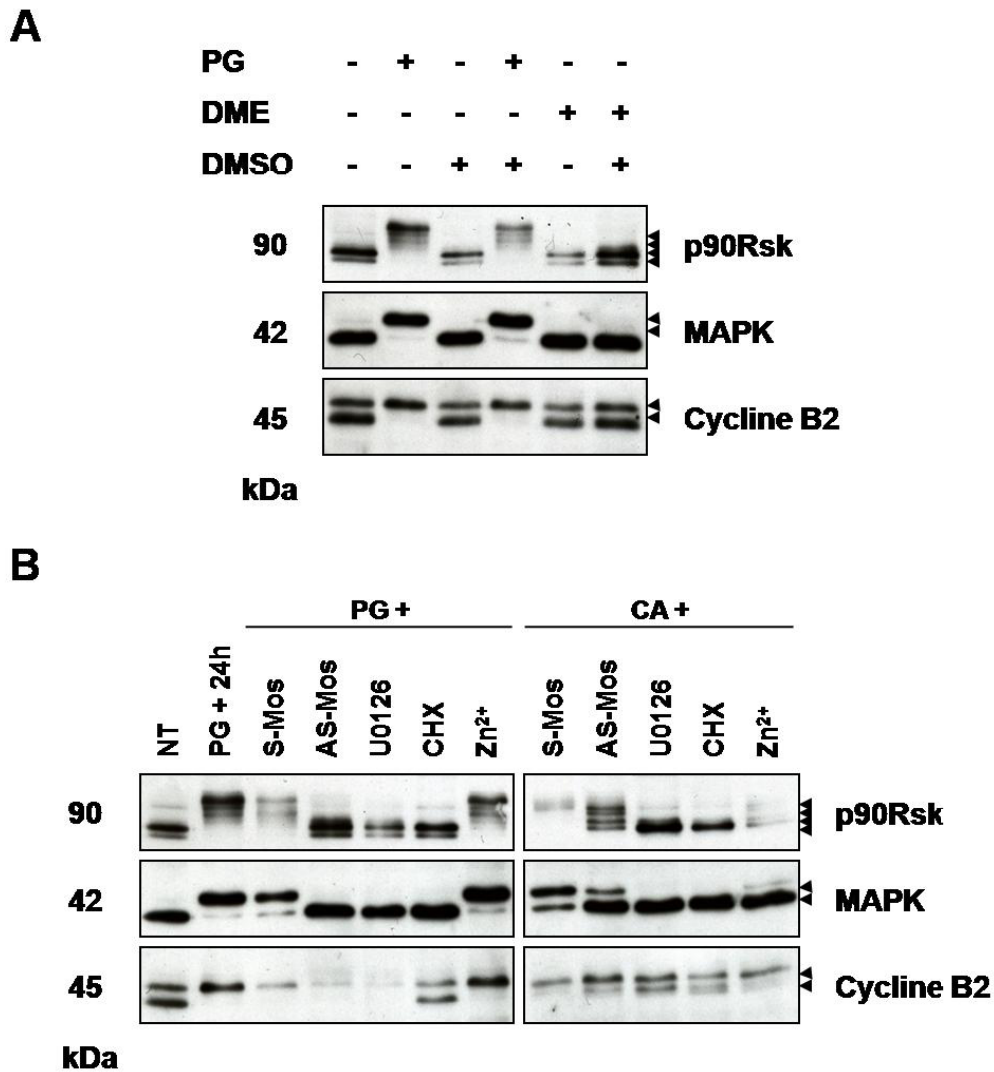 A
PG - + - + - -
DME - - - - + +
DMSO - - + + - +
90 p90Rsk
42 MAPK
45 Cycline B2
kDa
B
PG + CA +
NT PG + 24h S-Mos AS-Mos U0126 CHX Zn²⁺ S-Mos AS-Mos U0126 CHX Zn²⁺
90 p90Rsk
42 MAPK
45 Cycline B2
kDa